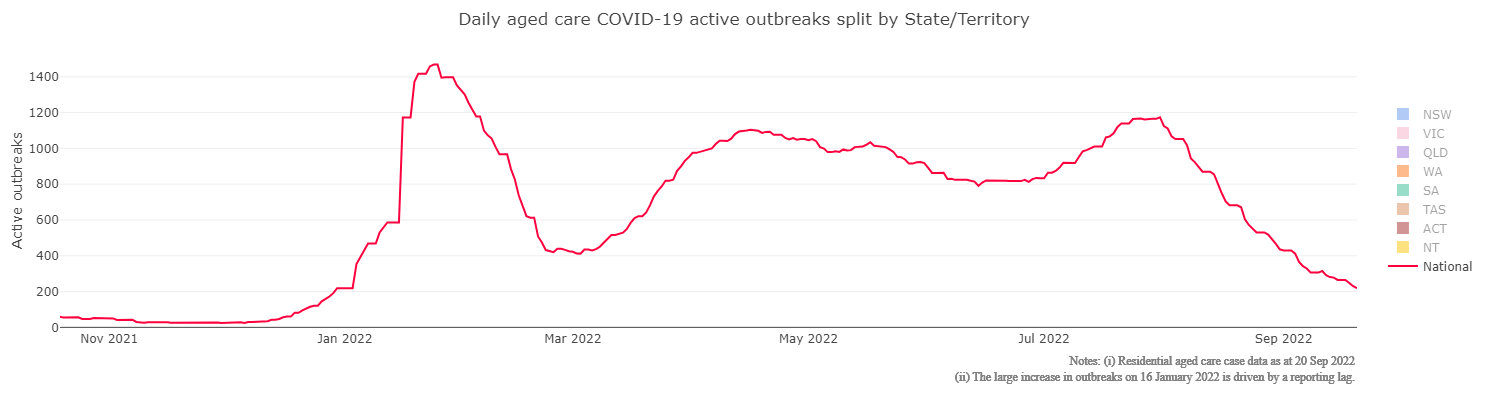 Daily aged care COVID-19 active outbreaks split by State/Territory
Active outbreaks
1400
1200
1000
800
600
400
200
0
Nov 2021
Jan 2022
Mar 2022
May 2022
Jul 2022
Sep 2022
NSW
VIC
QLD
WA
SA
TAS
ACT
NT
National
Notes: (i) Residential aged care case data as at 20 Sep 2022
(ii) The large increase in outbreaks on 16 January 2022 is driven by a reporting lag.